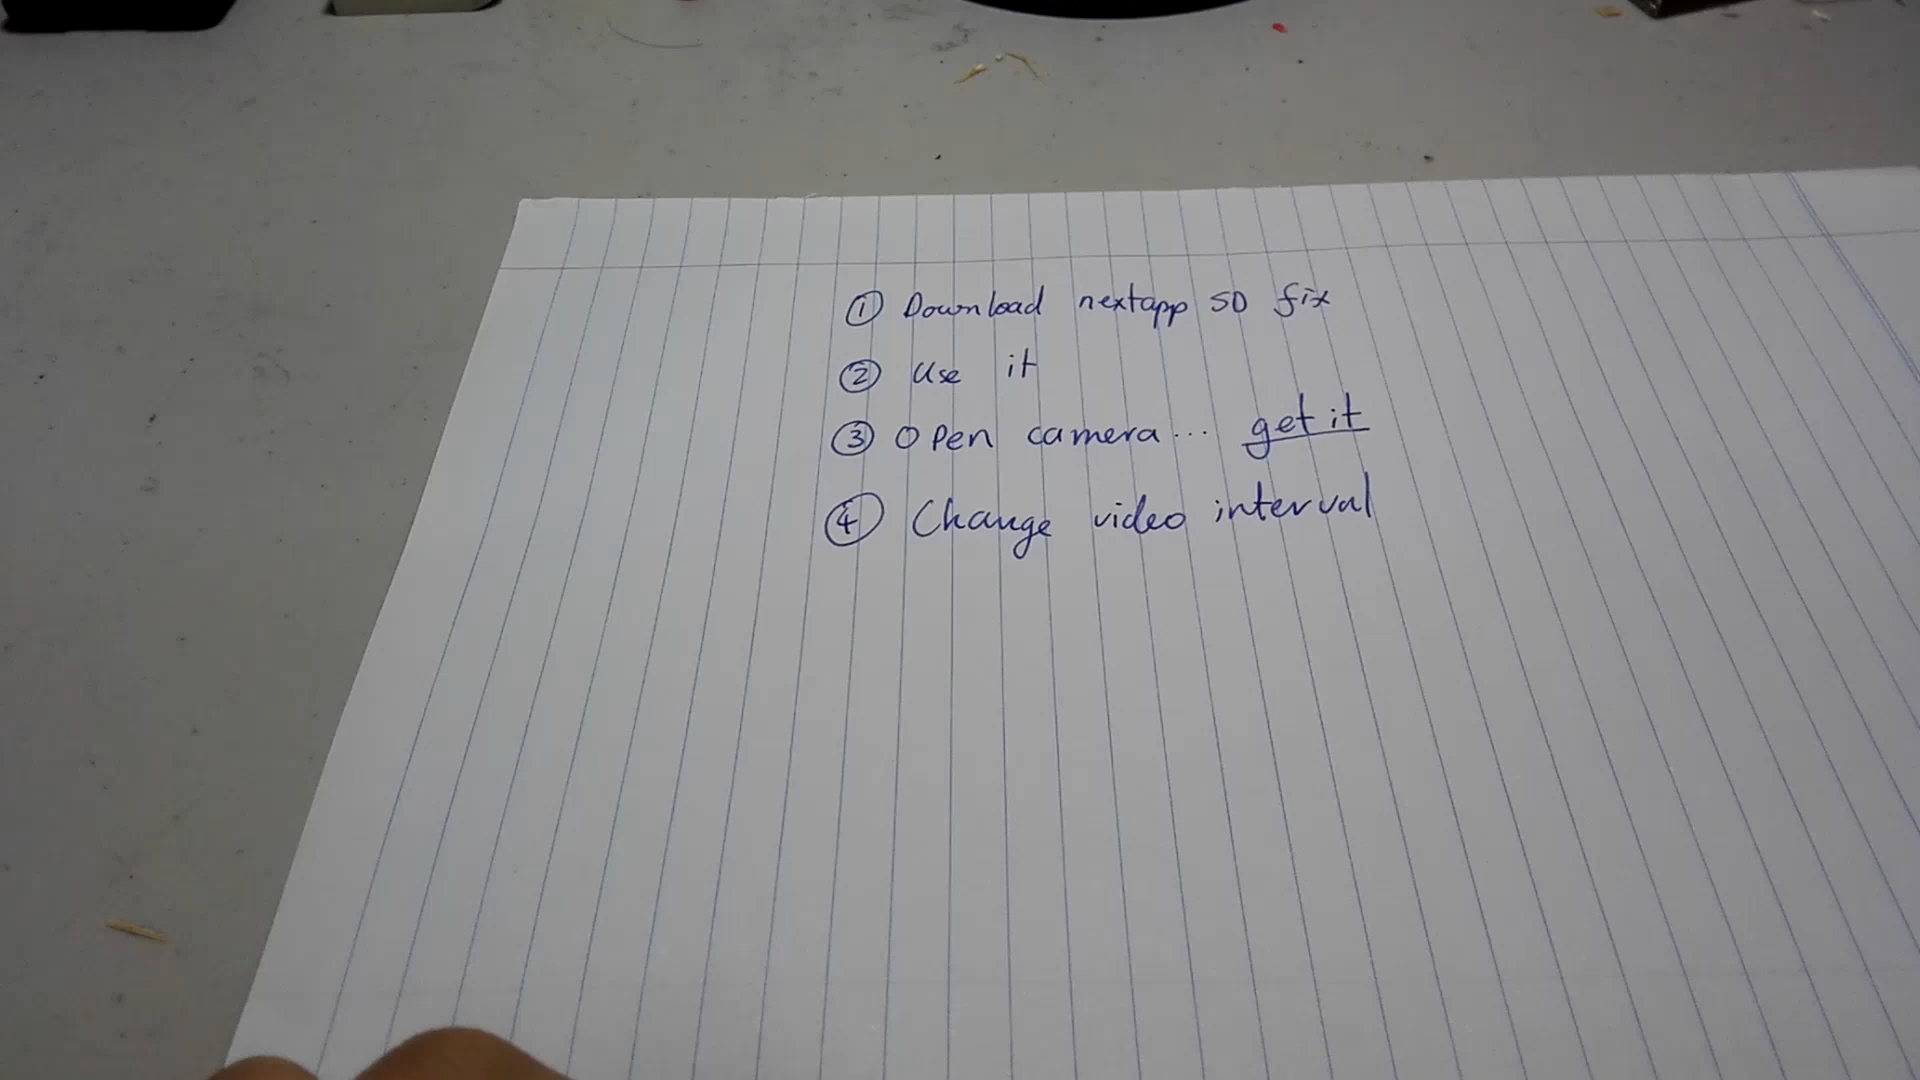 ① Download nextapp SD fix
② Use it
③ Open camera... get it
④ Change video interval